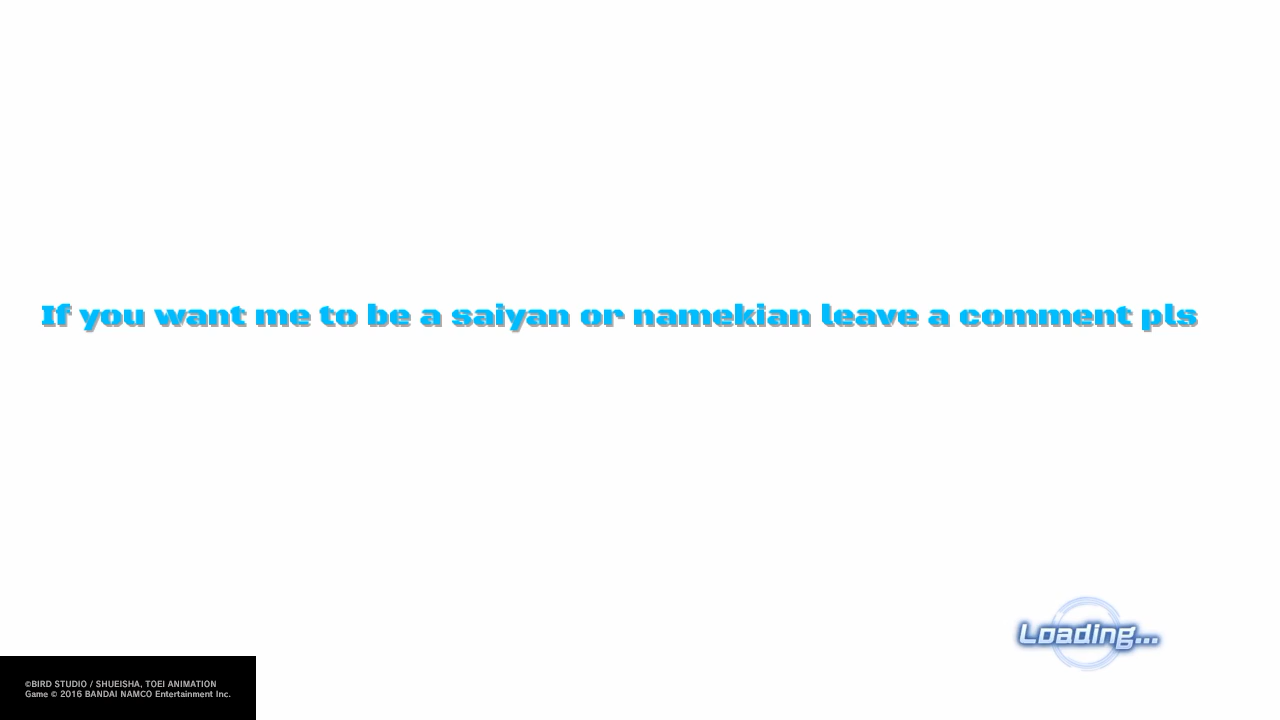 If you want me to be a saiyan or namekian leave a comment pls
Loading...
©BIRD STUDIO / SHUEISHA, TOEI ANIMATION
Game © 2016 BANDAI NAMCO Entertainment Inc.